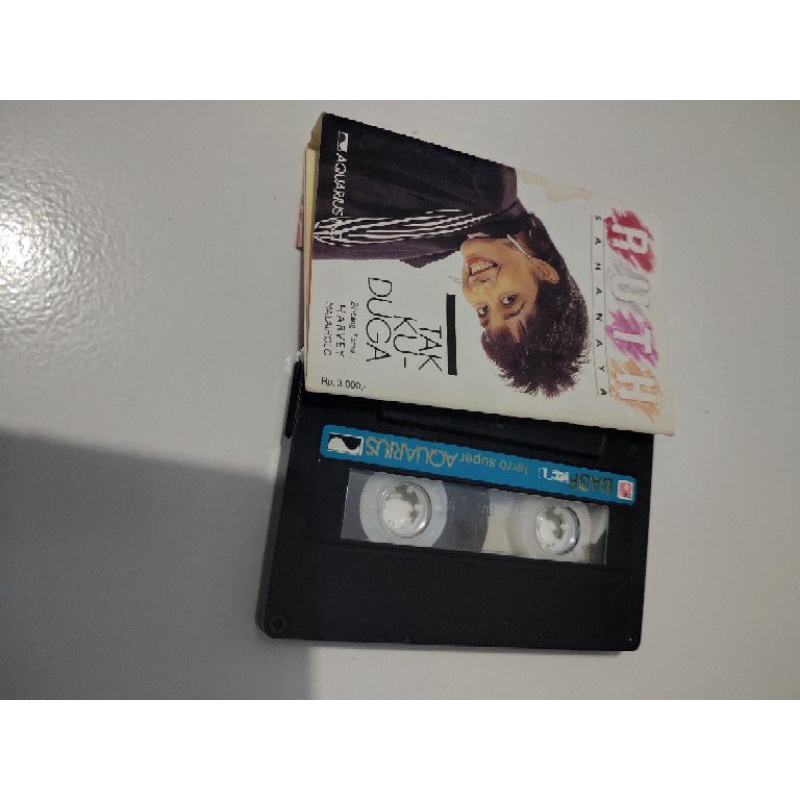 RUTH
SAHANAYA
TAK
KU-
DUGA
Bintang Tamu:
HARVEY
MALAIHOLO
Rp. 3.000,-
AQUARIUS
BASF
ferro super AQUARIUS